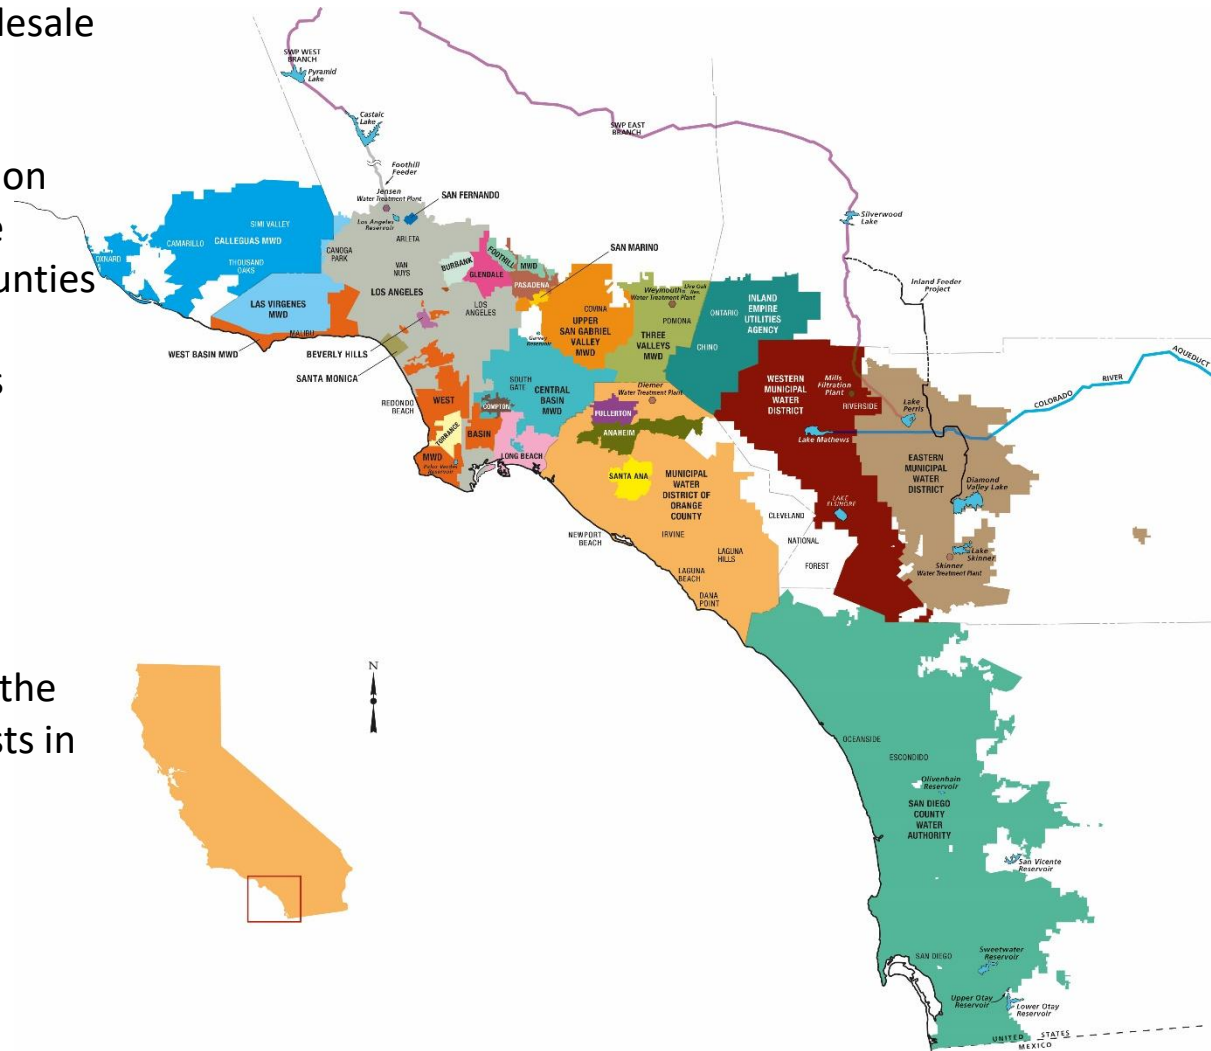 lesale
on
e
unties
s
the
sts in
SWP WEST
BRANCH
Pyramid
Lake
Castaic
Lake
SWP EAST
BRANCH
Foothill
Feeder
Jensen
Water Treatment Plant
SAN FERNANDO
Los Angeles
Reservoir
Silverwood
Lake
Inland Feeder
Project
SIMI VALLEY
CAMARILLO
CALLEGUAS MWD
OXNARD
THOUSAND
OAKS
CANOGA
PARK
ARLETA
VAN
NUYS
LOS ANGELES
LOS
ANGELES
BURBANK
GLENDALE
FOOTHILL
MWD
PASADENA
SAN MARINO
LAS VIRGENES
MWD
MALIBU
WEST BASIN MWD
BEVERLY HILLS
SANTA MONICA
Garvey
Reservoir
COVINA
UPPER
SAN GABRIEL
VALLEY
MWD
Weymouth
Water Treatment Plant
Live Oak
Res.
POMONA
THREE
VALLEYS
MWD
ONTARIO
CHINO
INLAND
EMPIRE
UTILITIES
AGENCY
REDONDO
BEACH
SOUTH
GATE
CENTRAL
BASIN
MWD
COMPTON
WEST
BASIN
MWD
TORRANCE
Palos Verdes
Reservoir
LONG BEACH
Diemer
Water Treatment Plant
FULLERTON
ANAHEIM
SANTA ANA
MUNICIPAL
WATER
DISTRICT OF
ORANGE
COUNTY
NEWPORT
BEACH
IRVINE
LAGUNA
HILLS
LAGUNA
BEACH
DANA
POINT
CLEVELAND
NATIONAL
FOREST
WESTERN
MUNICIPAL
WATER
DISTRICT
Mills
Filtration
Plant
RIVERSIDE
Lake
Perris
Lake Mathews
COLORADO
RIVER
AQUEDUCT
EASTERN
MUNICIPAL
WATER
DISTRICT
Diamond
Valley Lake
LAKE
ELSINORE
Lake
Skinner
Skinner
Water Treatment Plant
N
OCEANSIDE
ESCONDIDO
Olivenhain
Reservoir
SAN DIEGO
COUNTY
WATER
AUTHORITY
San Vicente
Reservoir
SAN DIEGO
Sweetwater
Reservoir
Upper Otay
Reservoir
Lower Otay
Reservoir
UNITED STATES
MEXICO